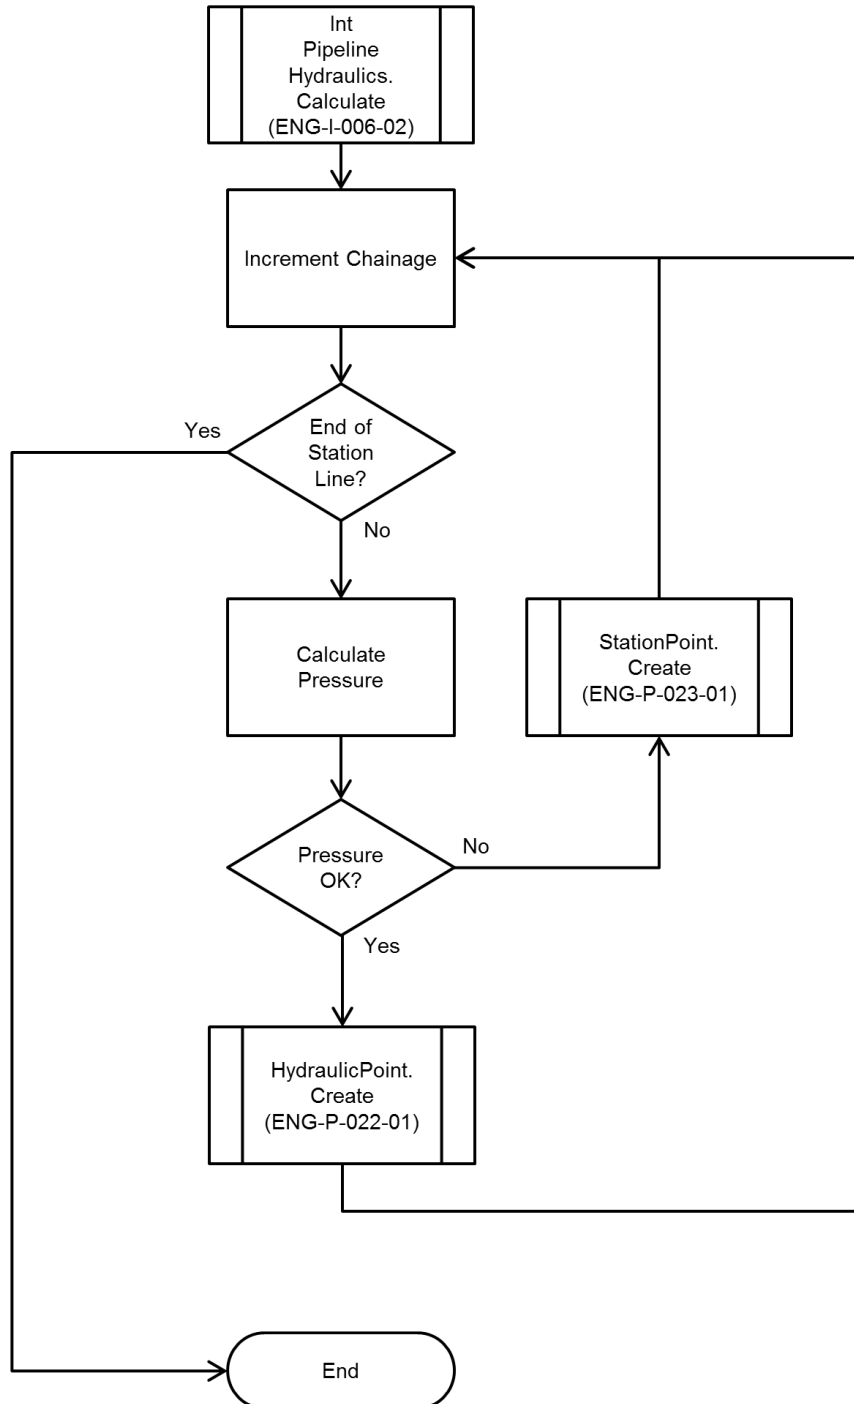 Int
Pipeline
Hydraulics.
Calculate
(ENG-I-006-02)
Increment Chainage
Yes
End of
Station
Line?
No
Calculate
Pressure
StationPoint.
Create
(ENG-P-023-01)
Pressure
OK?
No
Yes
HydraulicPoint.
Create
(ENG-P-022-01)
End